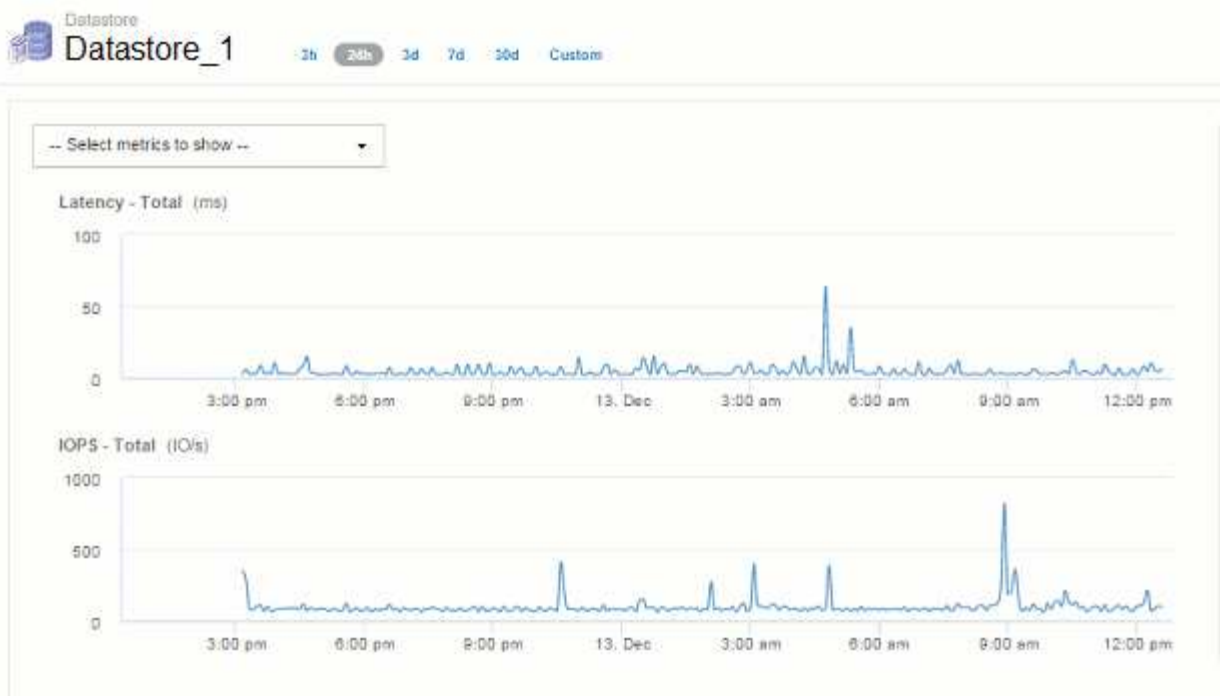 Datastore
Datastore_1
3h 24h 3d 7d 30d Custom
-- Select metrics to show --
Latency - Total (ms)
100
50
0
3:00 pm 6:00 pm 9:00 pm 13. Dec 3:00 am 6:00 am 9:00 am 12:00 pm
IOPS - Total (IO/s)
1000
500
0
3:00 pm 6:00 pm 9:00 pm 13. Dec 3:00 am 6:00 am 9:00 am 12:00 pm